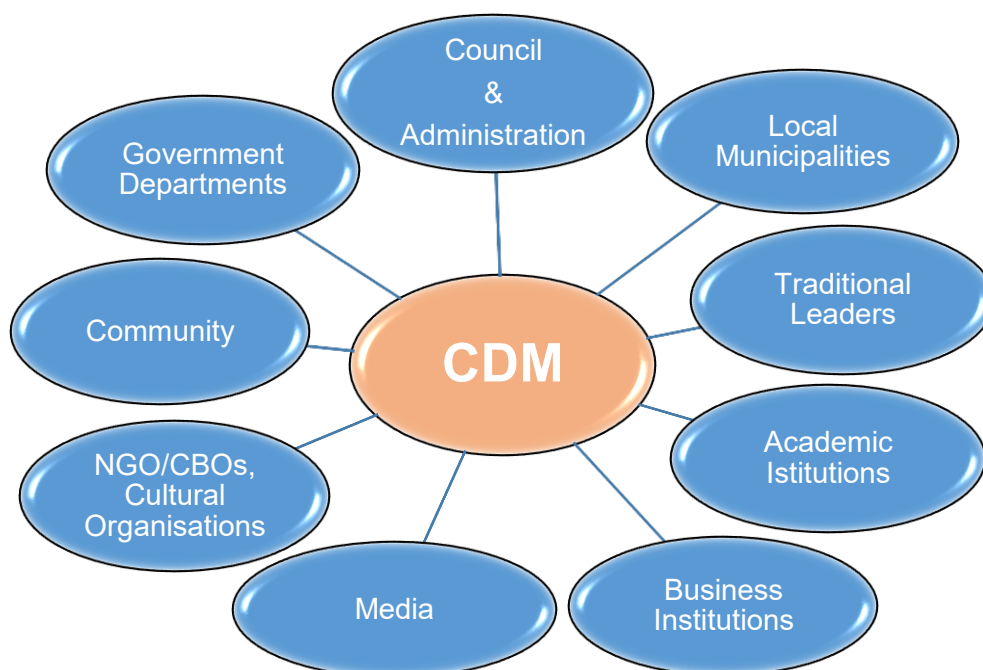 Council
&
Administration
Local
Municipalities
Government
Departments
Traditional
Leaders
Community
CDM
Academic
Istitutions
NGO/CBOs,
Cultural
Organisations
Business
Institutions
Media